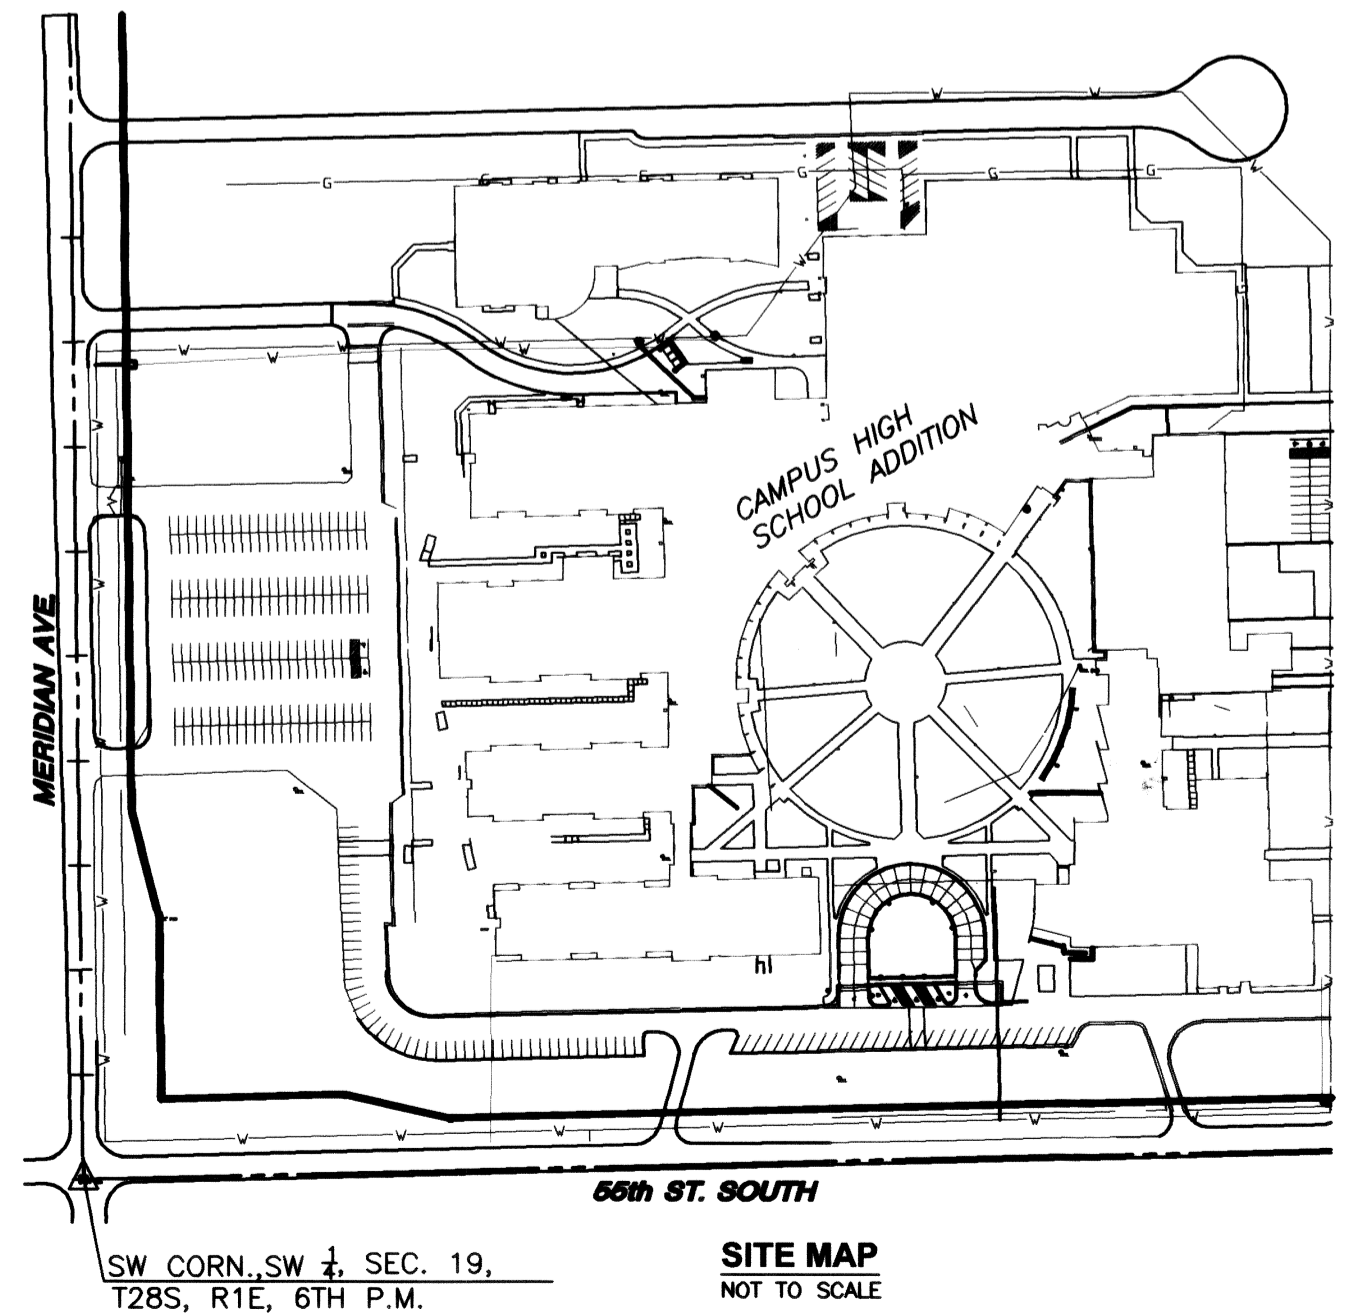 W W
G G G G
W
W W W W W
CAMPUS HIGH
SCHOOL ADDITION
W
W
MERIDIAN AVE.
W
W
hl
W
W W W W W W
55th ST. SOUTH
SW CORN.,SW 1/4, SEC. 19,
T28S, R1E, 6TH P.M.
SITE MAP
NOT TO SCALE